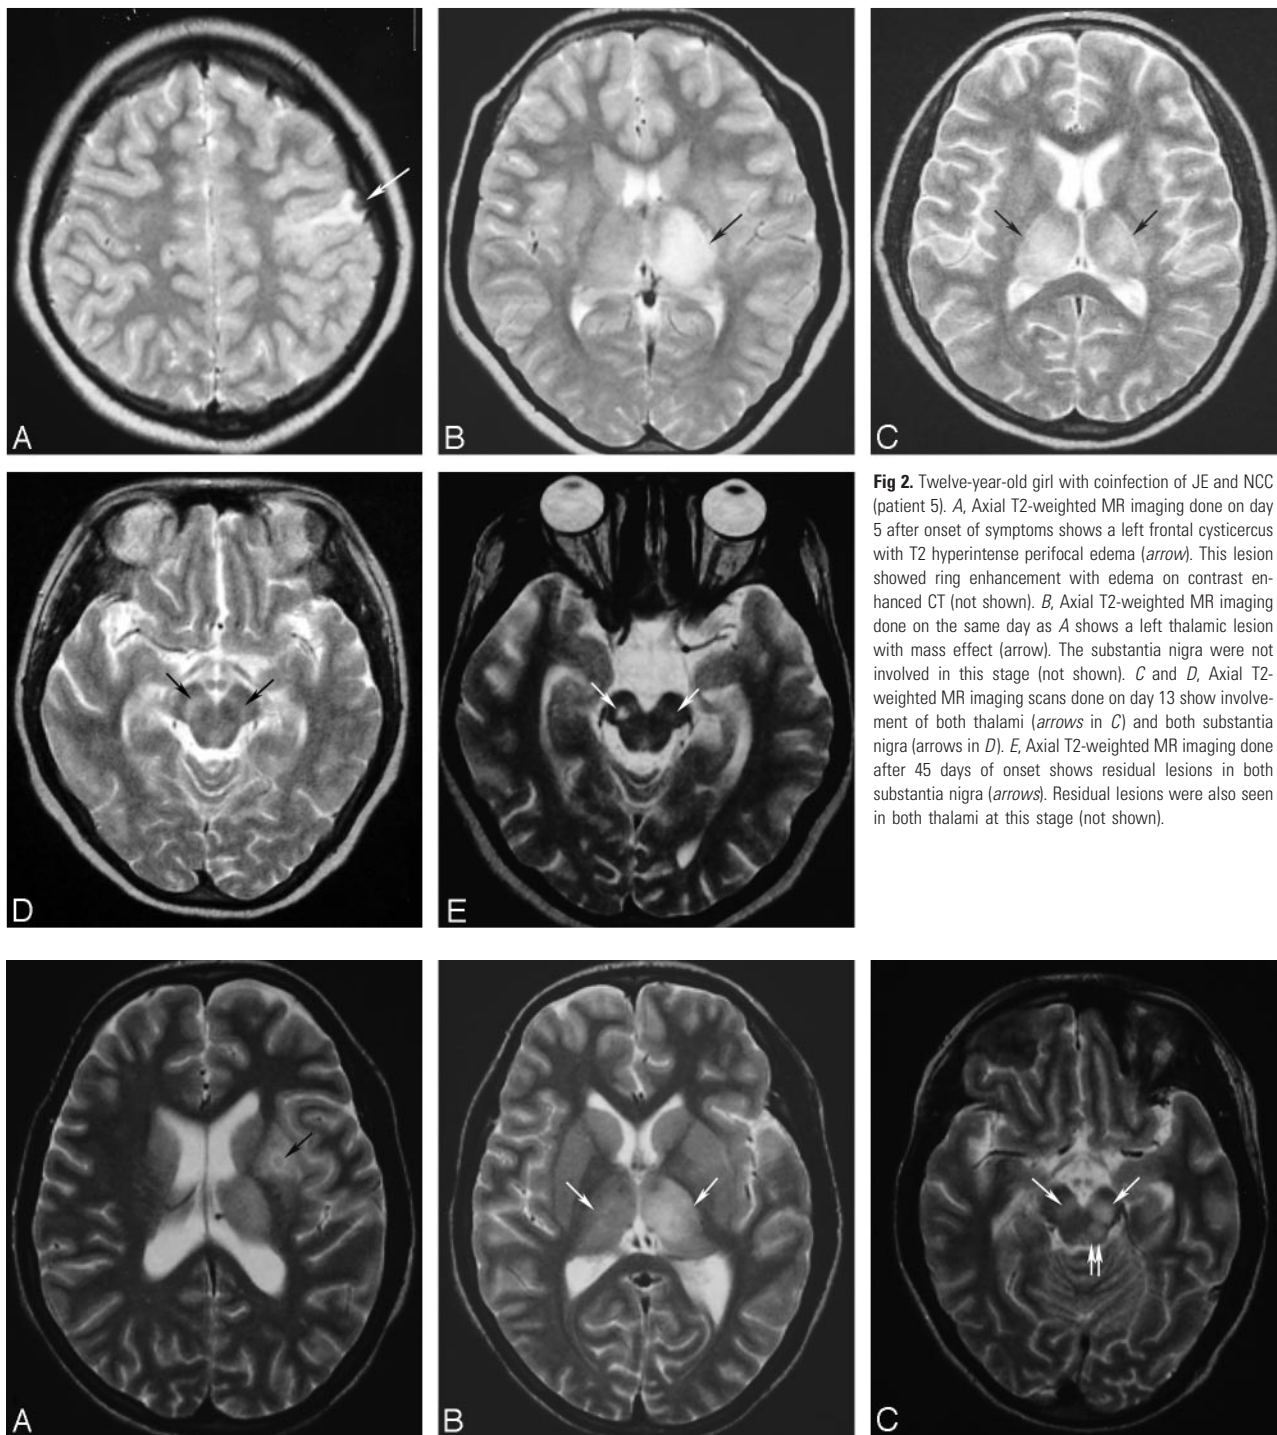 A
B
C
Fig 2. Twelve-year-old girl with coinfection of JE and NCC
(patient 5). A, Axial T2-weighted MR imaging done on day
5 after onset of symptoms shows a left frontal cysticercus
with T2 hyperintense perifocal edema (arrow). This lesion
showed ring enhancement with edema on contrast en-
hanced CT (not shown). B, Axial T2-weighted MR imaging
done on the same day as A shows a left thalamic lesion
with mass effect (arrow). The substantia nigra were not
involved in this stage (not shown). C and D, Axial T2-
weighted MR imaging scans done on day 13 show involve-
ment of both thalami (arrows in C) and both substantia
nigra (arrows in D). E, Axial T2-weighted MR imaging done
after 45 days of onset shows residual lesions in both
substantia nigra (arrows). Residual lesions were also seen
in both thalami at this stage (not shown).
D
E
A
B
C